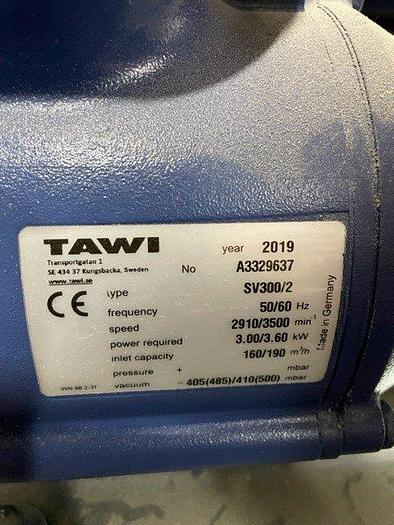 TAWI
Transportgatan 1
SE 434 37 Kungsbacka, Sweden
www.tawi.se
CE
year 2019
No A3329637
type SV300/2
frequency 50/60 Hz
speed 2910/3500 min⁻¹
power required 3.00/3.60 kW
inlet capacity 160/190 m³/h
pressure + mbar
vacuum - 405(485)/410(500) mbar
Made in Germany